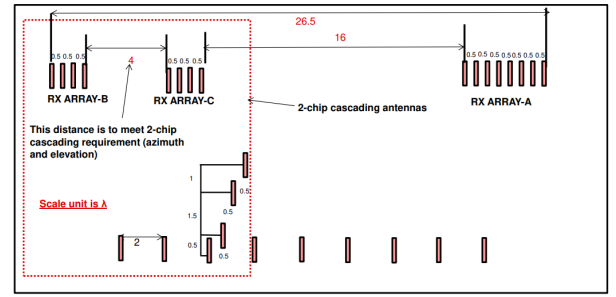 26.5
16
4
0.5 0.5 0.5
0.5 0.5 0.5
0.5 0.5 0.5 0.5 0.5 0.5 0.5
RX ARRAY-B
RX ARRAY-C
RX ARRAY-A
2-chip cascading antennas
This distance is to meet 2-chip
cascading requirement (azimuth
and elevation)
1
0.5
Scale unit is λ
0.5
1.5
0.5
0.5
2